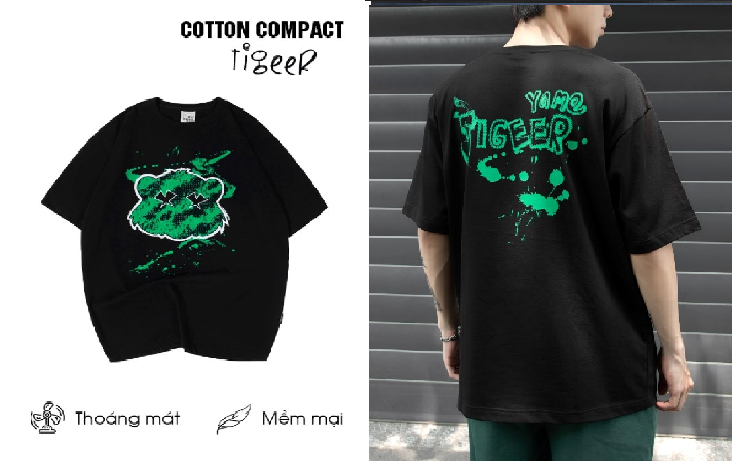 COTTON COMPACT
TigeeR
Thoáng mát
Mềm mại
YaMe
TIGEER